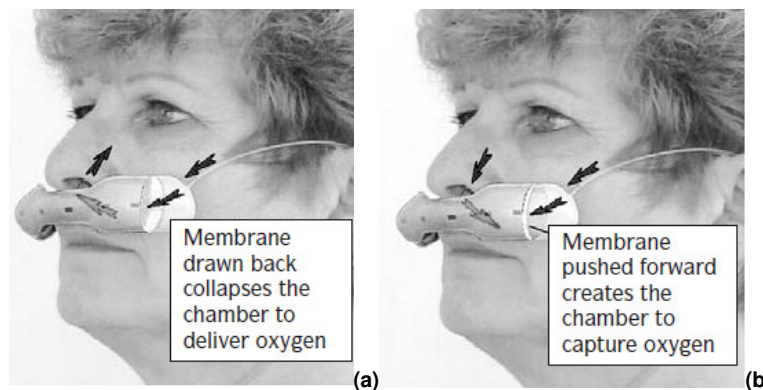 Membrane
drawn back
collapses the
chamber to
deliver oxygen
(a)
Membrane
pushed forward
creates the
chamber to
capture oxygen
(b